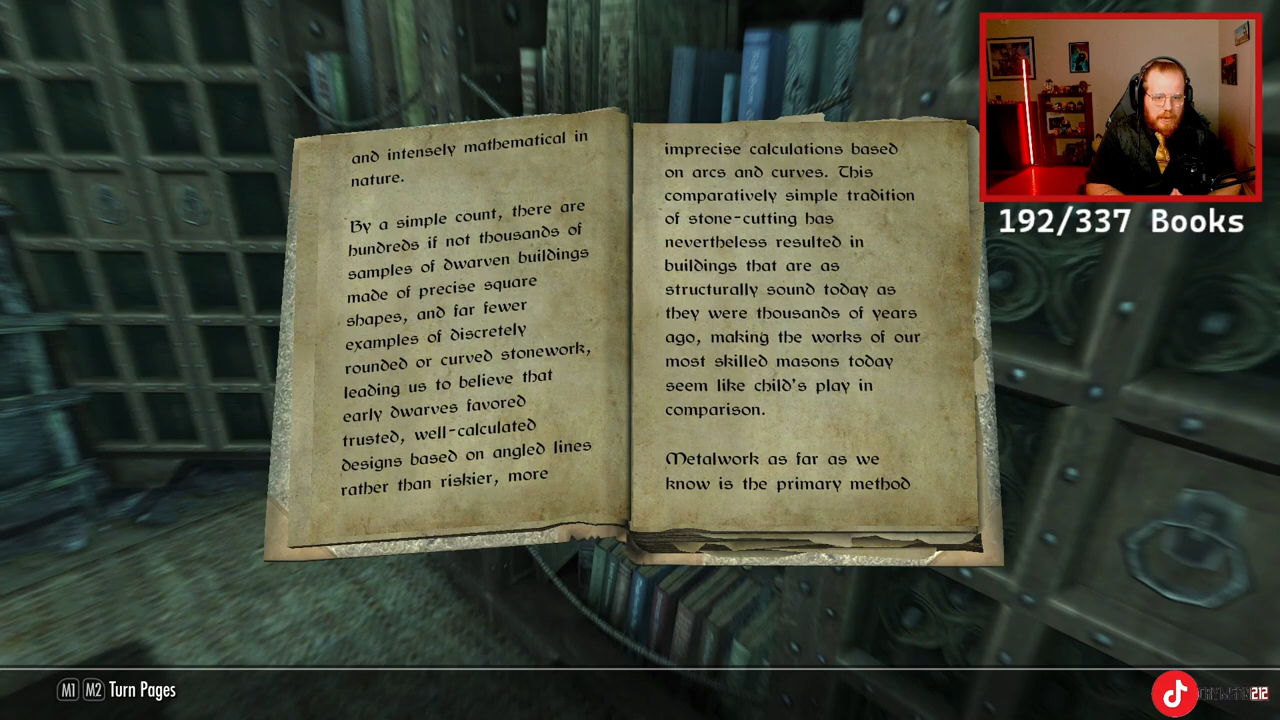 and intensely mathematical in
nature.
By a simple count, there are
hundreds if not thousands of
samples of dwarven buildings
made of precise square
shapes, and far fewer
examples of discretely
rounded or curved stonework,
leading us to believe that
early dwarves favored
trusted, well-calculated
designs based on angled lines
rather than riskier, more
imprecise calculations based
on arcs and curves. This
comparatively simple tradition
of stone-cutting has
nevertheless resulted in
buildings that are as
structurally sound today as
they were thousands of years
ago, making the works of our
most skilled masons today
seem like child's play in
comparison.
Metalwork as far as we
know is the primary method
192/337 Books
M1 M2 Turn Pages